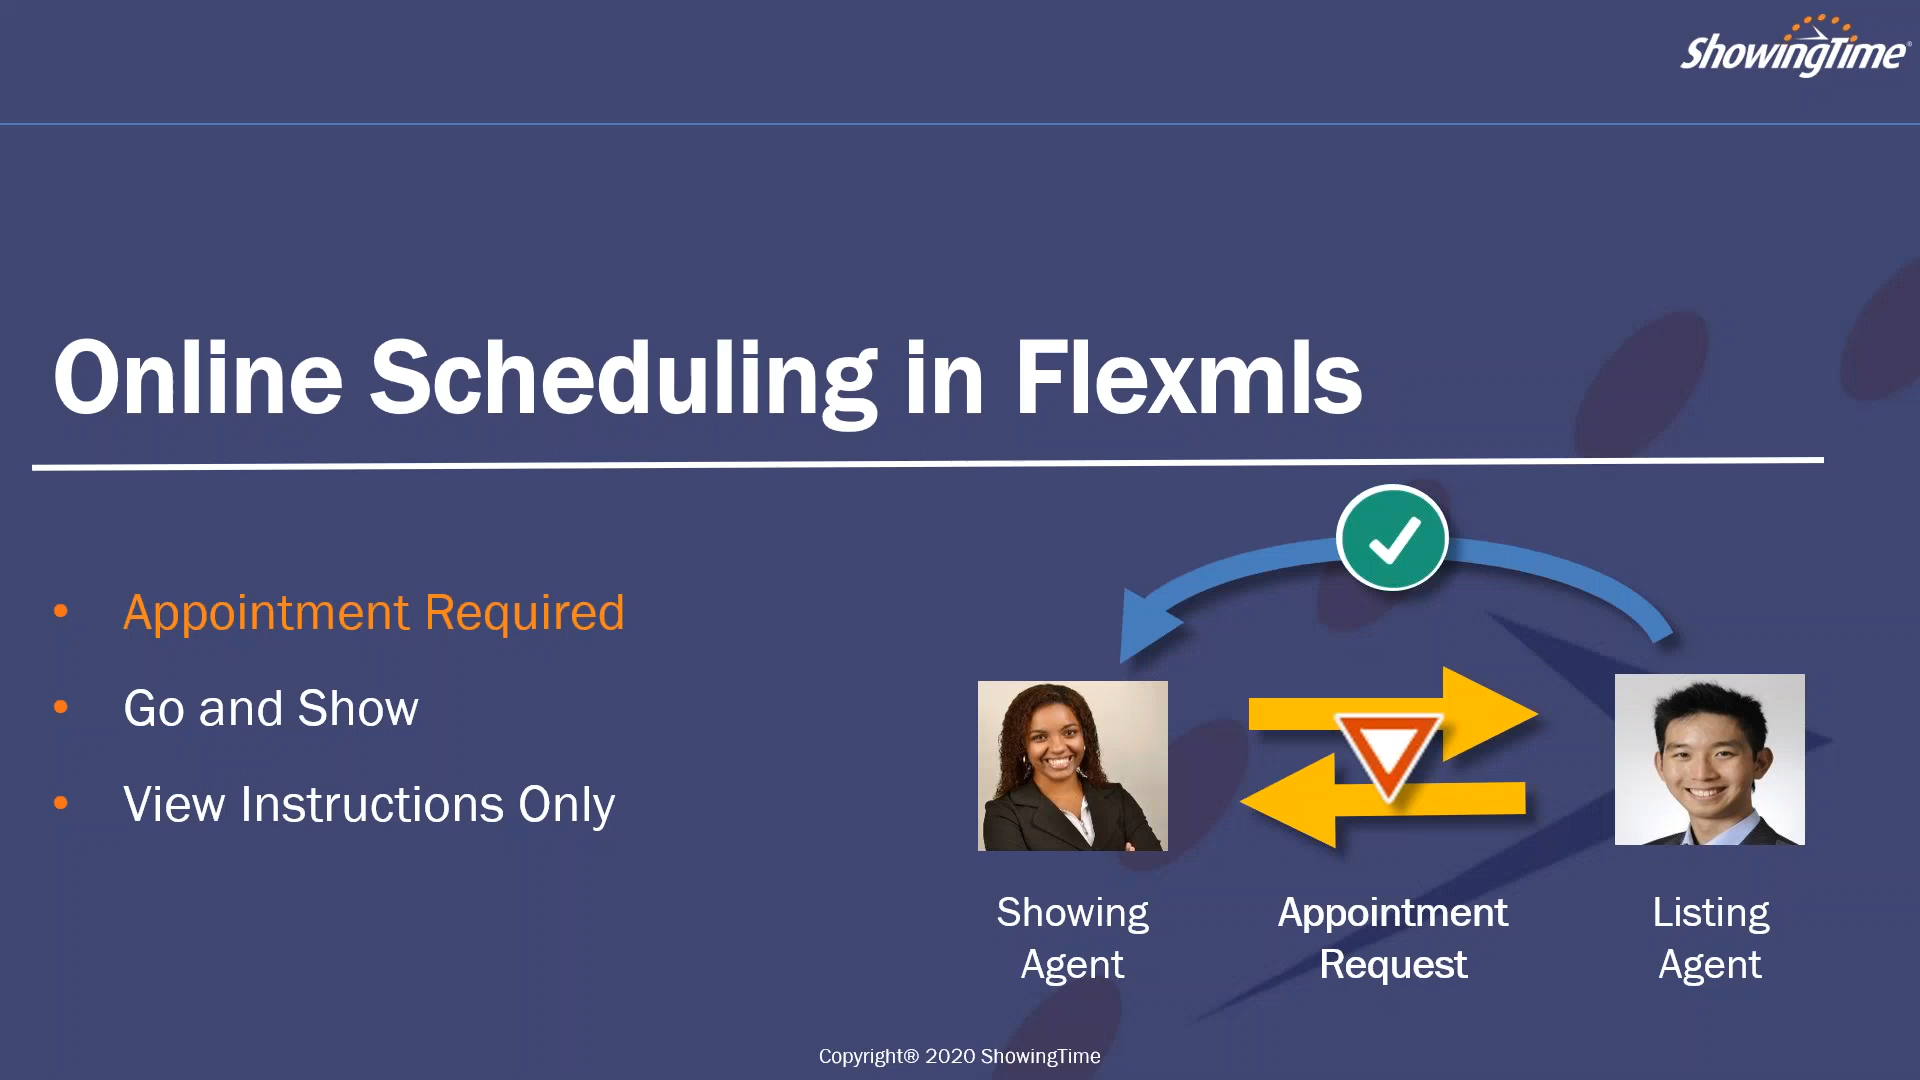 ShowingTime®
Online Scheduling in Flexmls
• Appointment Required
• Go and Show
• View Instructions Only
Showing
Agent
Appointment
Request
Listing
Agent
Copyright® 2020 ShowingTime